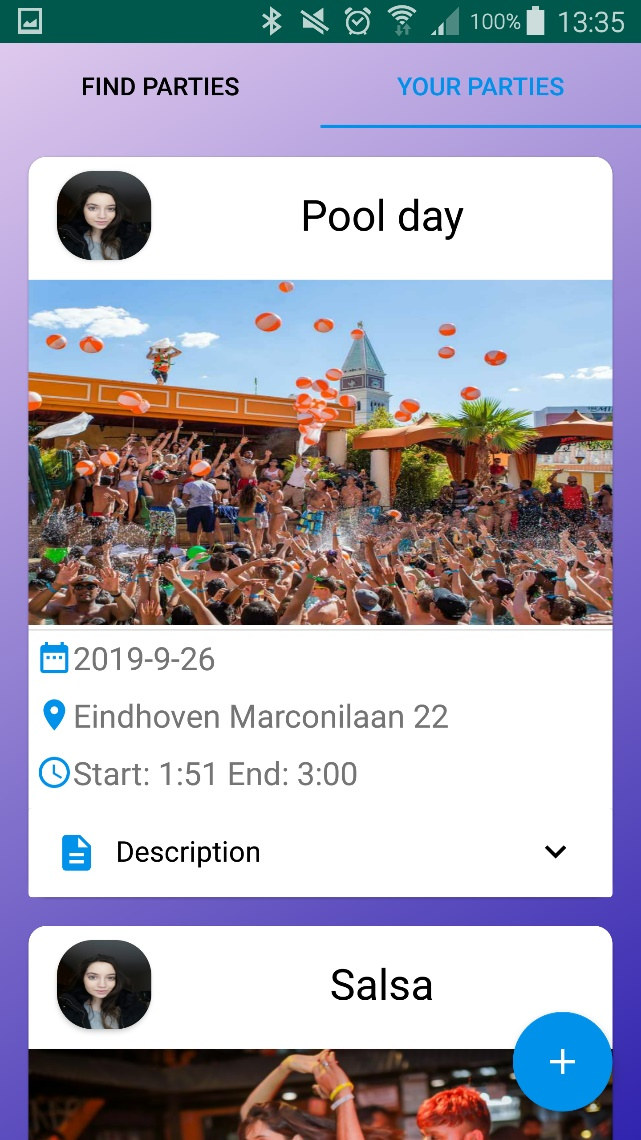 100% 13:35
FIND PARTIES YOUR PARTIES
Pool day
2019-9-26
Eindhoven Marconilaan 22
Start: 1:51 End: 3:00
Description
Salsa